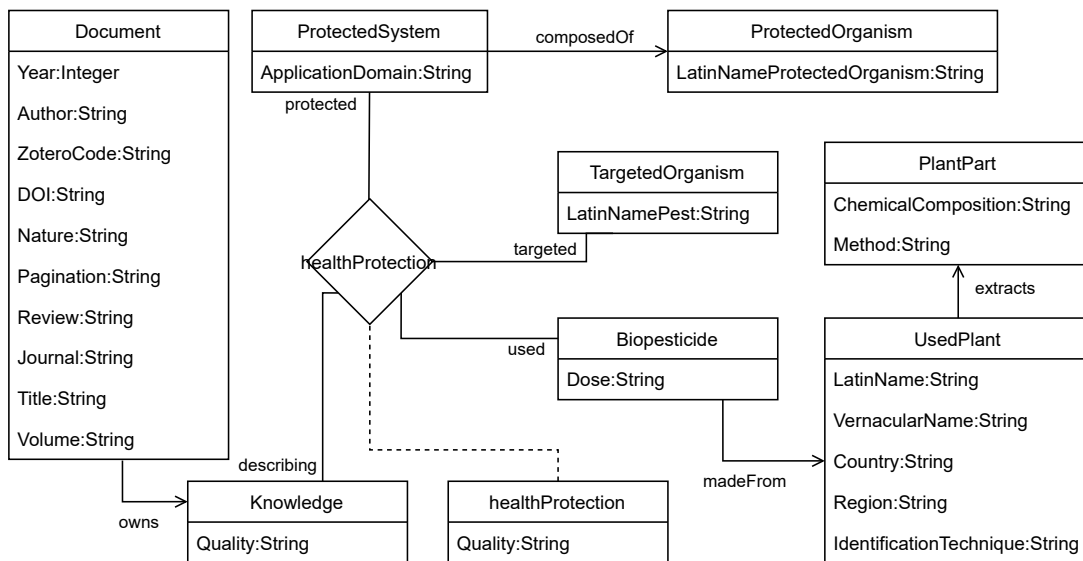 Document
Year:Integer
Author:String
ZoteroCode:String
DOI:String
Nature:String
Pagination:String
Review:String
Journal:String
Title:String
Volume:String
owns
ProtectedSystem
ApplicationDomain:String
protected
composedOf
ProtectedOrganism
LatinNameProtectedOrganism:String
healthProtection
targeted
TargetedOrganism
LatinNamePest:String
PlantPart
ChemicalComposition:String
Method:String
extracts
used
Biopesticide
Dose:String
madeFrom
UsedPlant
LatinName:String
VernacularName:String
Country:String
Region:String
IdentificationTechnique:String
describing
Knowledge
Quality:String
healthProtection
Quality:String